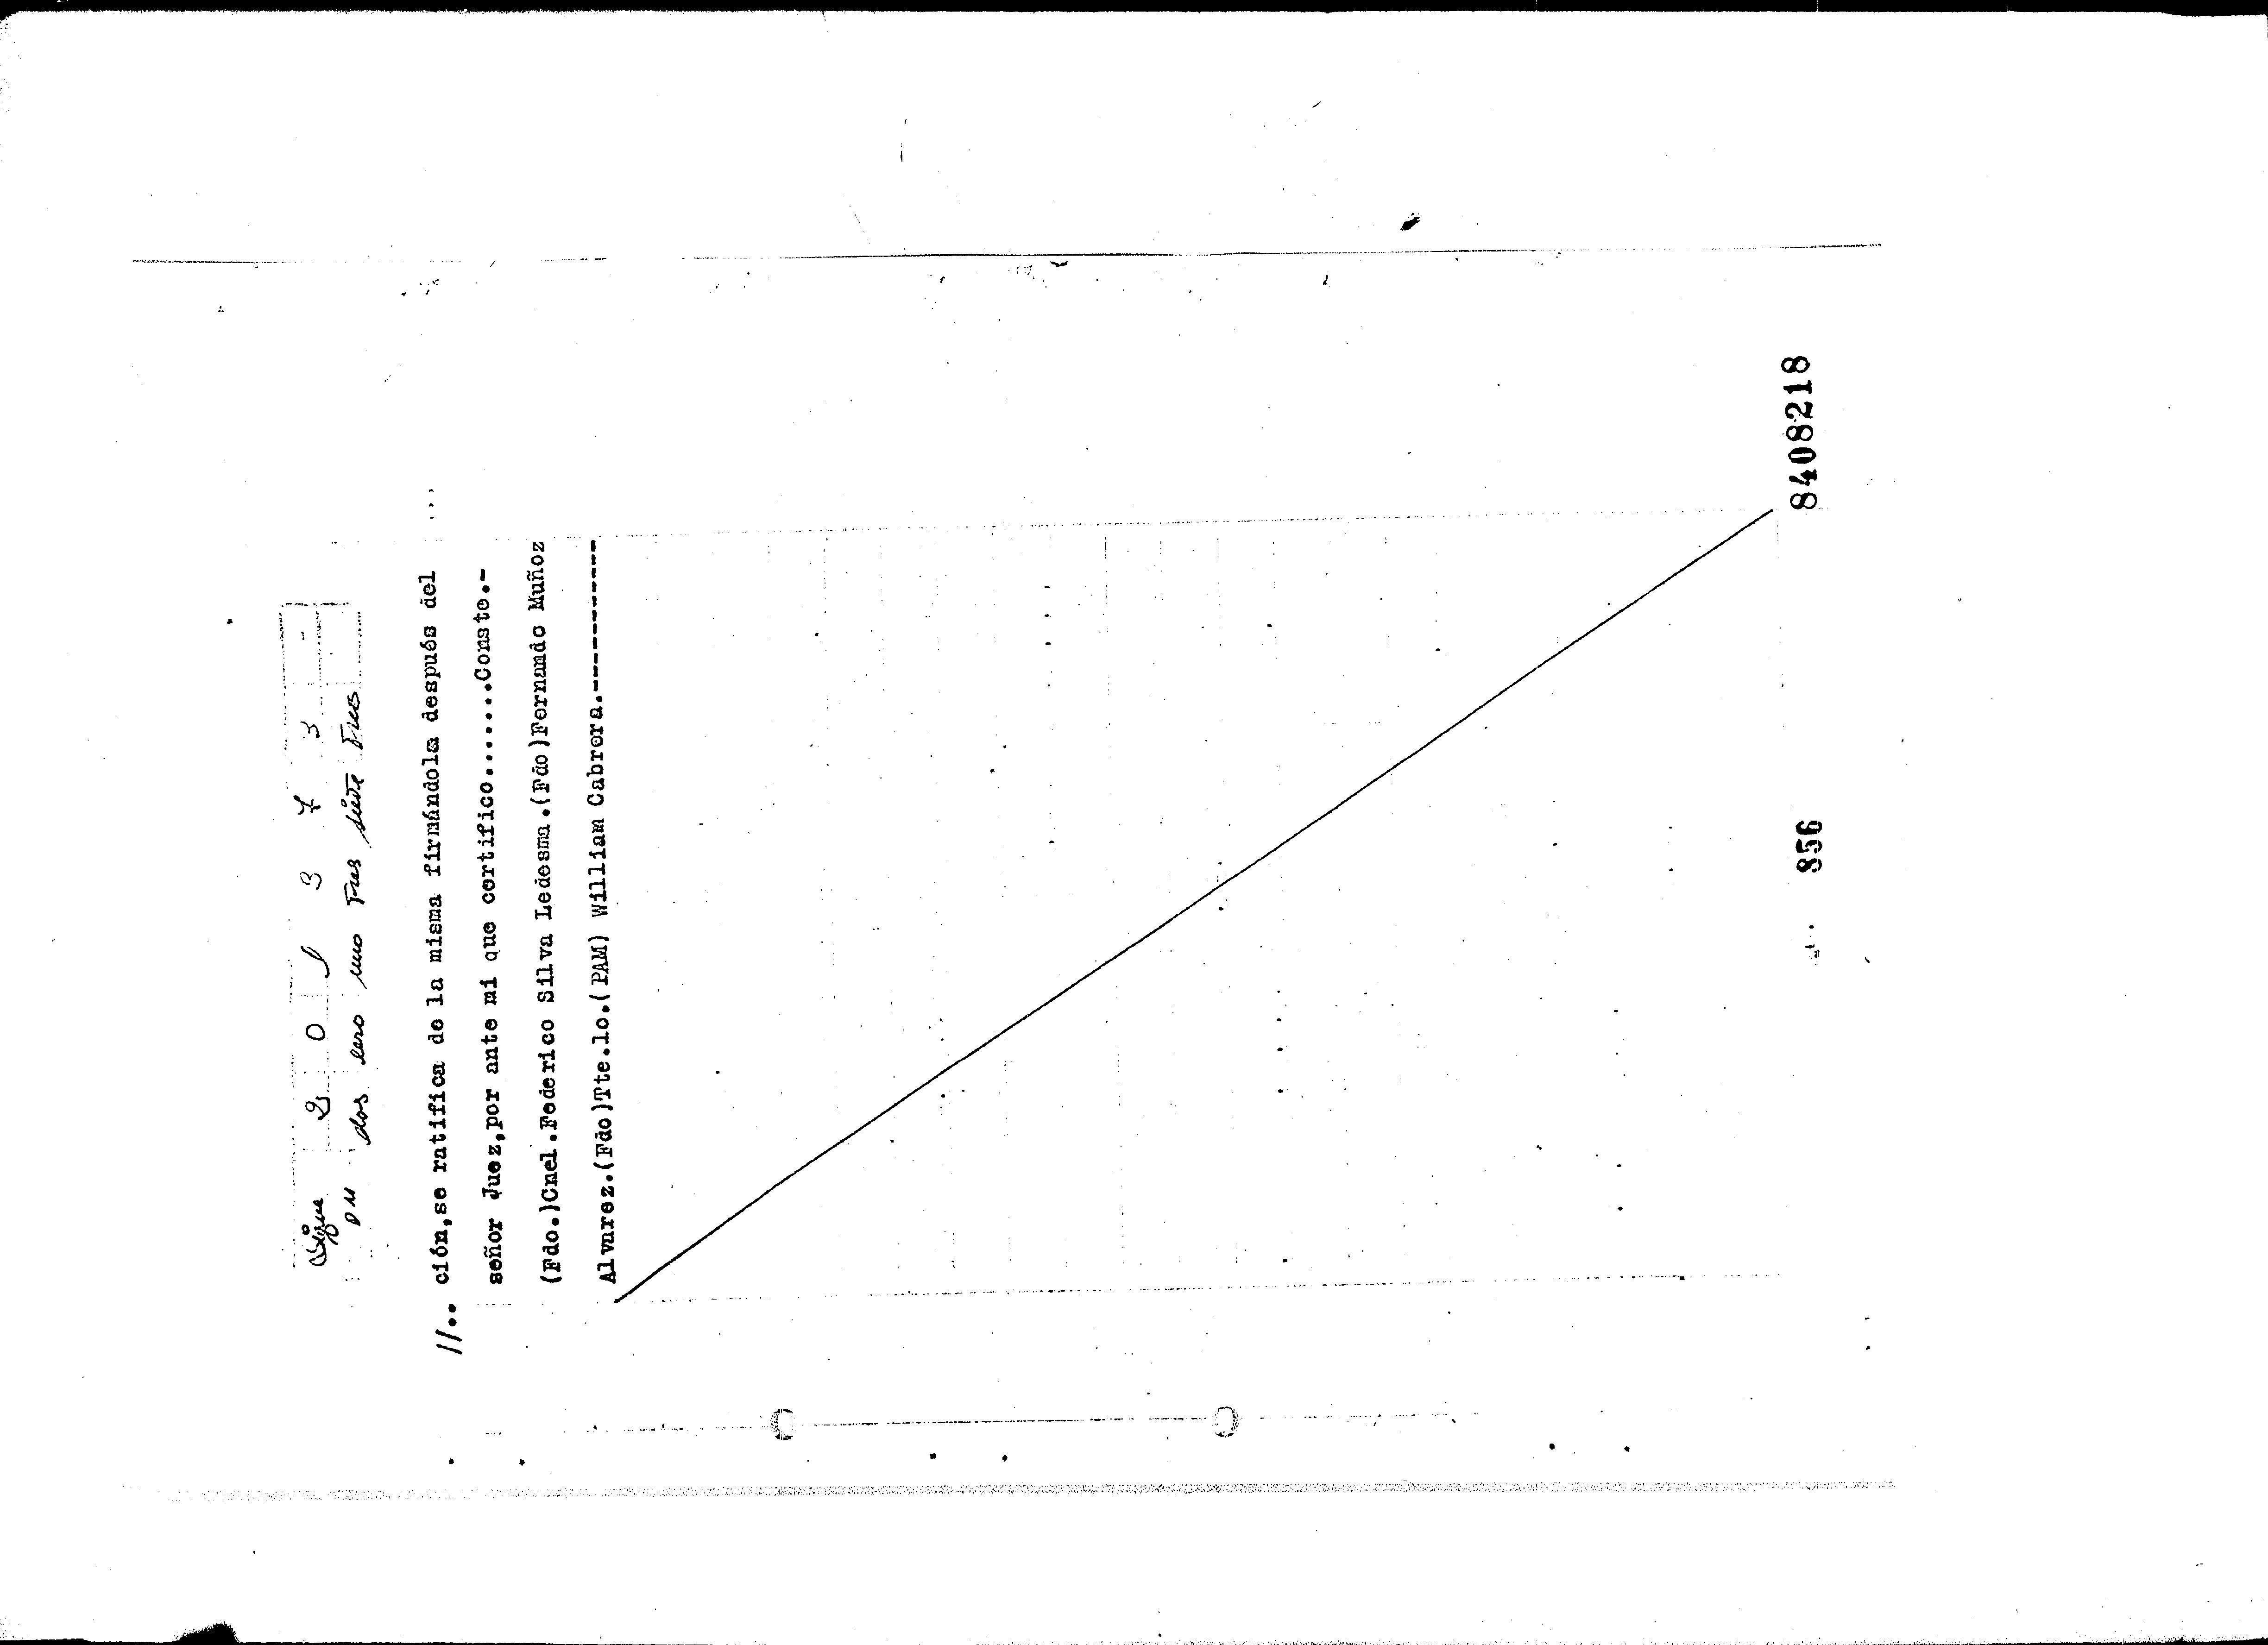 Sigue 2 0 1 3 7 3
DM dos cero uno Tres siete Tres
//.. ción,se ratifica de la misma firmándola después del
señor Juez,por ante mi que certifico.......Conste.-
(Fdo.)Cnel.Federico Silva Ledesma.(Fdo)Fernando Muñoz
Alvarez.(Fdo)Tte.1o.(PAM) William Cabrera.------------
856 8408218